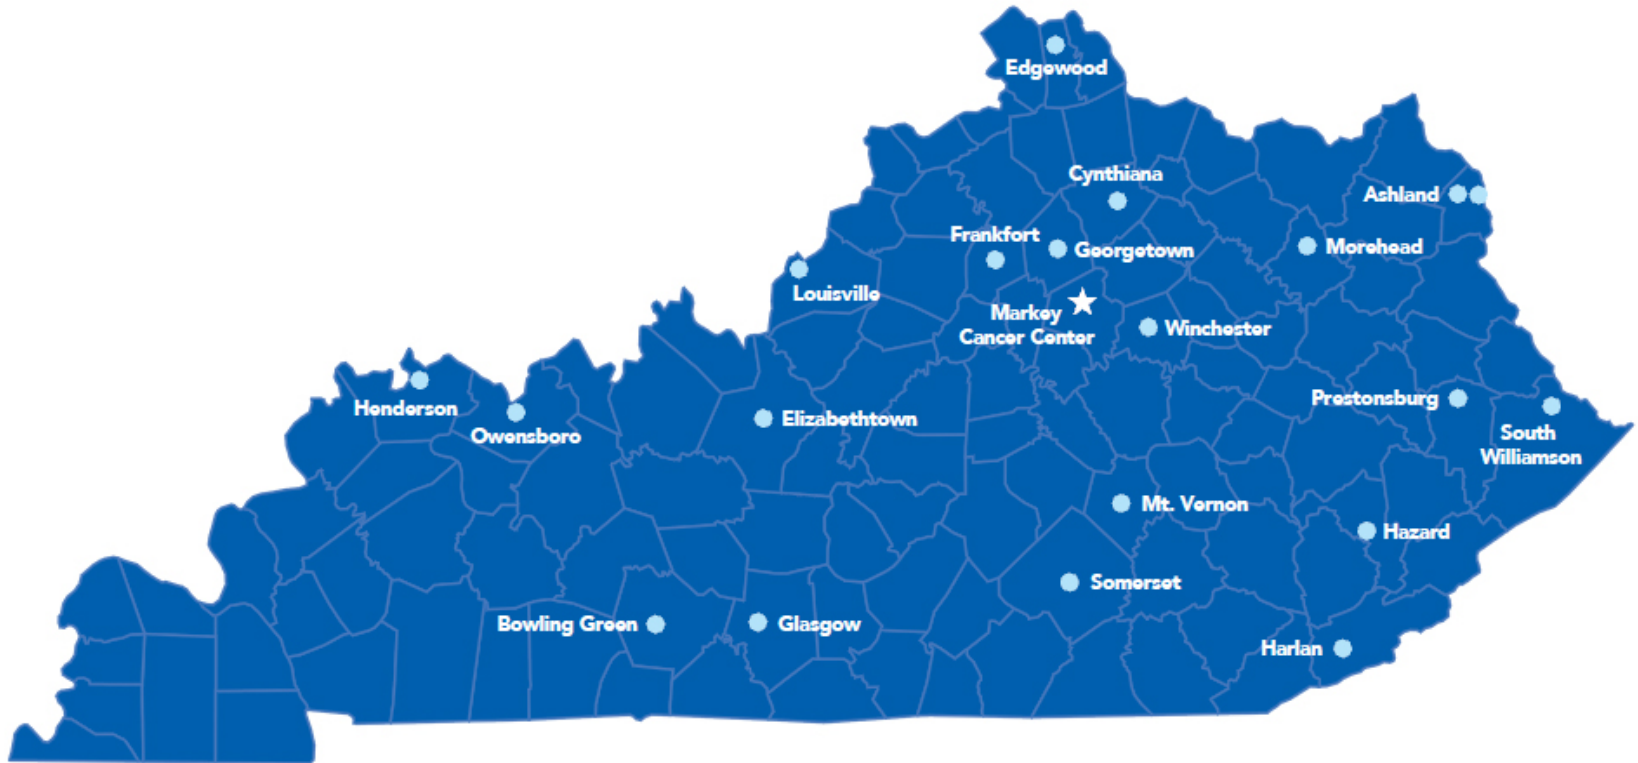 Edgewood
Cynthiana
Ashland
Frankfort
Georgetown
Morehead
Louisville
Markey
Cancer Center
Winchester
Henderson
Owensboro
Elizabethtown
Prestonsburg
South
Williamson
Mt. Vernon
Hazard
Somerset
Bowling Green
Glasgow
Harlan